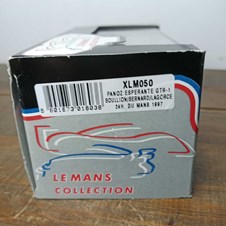 XLM050
PANOZ ESPERANTE GTR-1
BOULLION/BERNARD/LAGORCE
24H. DU MANS 1997
LE MANS
COLLECTION